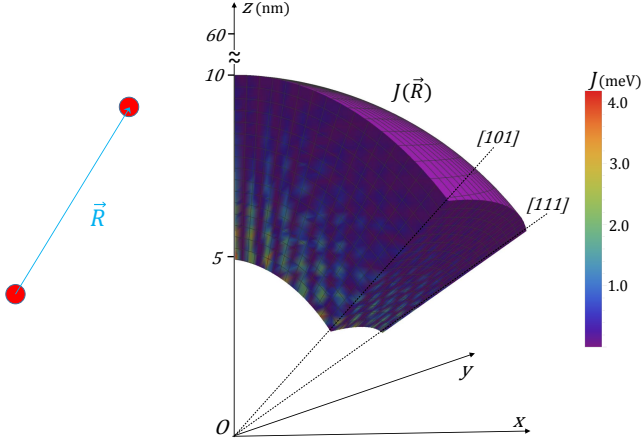 z (nm)
60
≈
10
J(R⃗)
J (meV)
4.0
[101]
3.0
[111]
R⃗
2.0
5
1.0
y
O
x